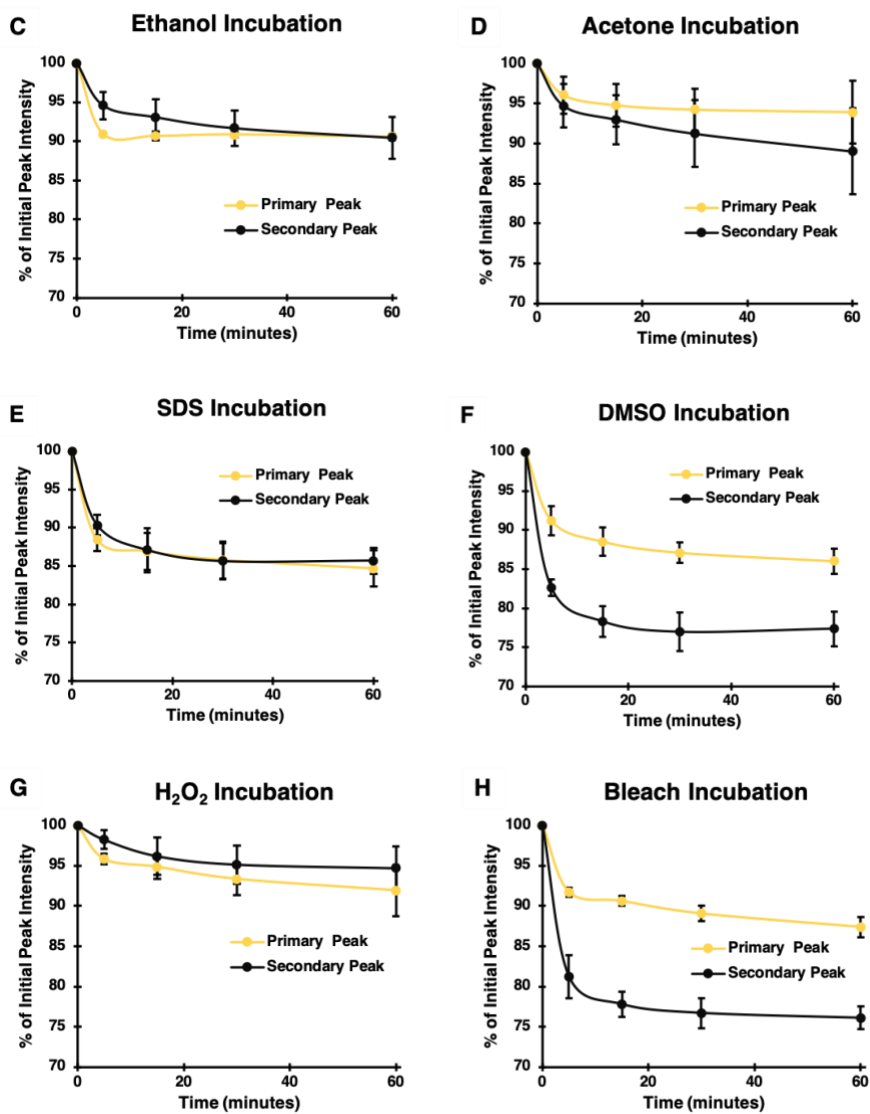 C
Ethanol Incubation
% of Initial Peak Intensity
100
95
90
85
80
75
70
Primary Peak
Secondary Peak
0
20
40
60
Time (minutes)
D
Acetone Incubation
% of Initial Peak Intensity
100
95
90
85
80
75
70
Primary Peak
Secondary Peak
0
20
40
60
Time (minutes)
E
SDS Incubation
% of Initial Peak Intensity
100
95
90
85
80
75
70
Primary Peak
Secondary Peak
0
20
40
60
Time (minutes)
F
DMSO Incubation
% of Initial Peak Intensity
100
95
90
85
80
75
70
Primary Peak
Secondary Peak
0
20
40
60
Time (minutes)
G
H₂O₂ Incubation
% of Initial Peak Intensity
100
95
90
85
80
75
70
Primary Peak
Secondary Peak
0
20
40
60
Time (minutes)
H
Bleach Incubation
% of Initial Peak Intensity
100
95
90
85
80
75
70
Primary Peak
Secondary Peak
0
20
40
60
Time (minutes)